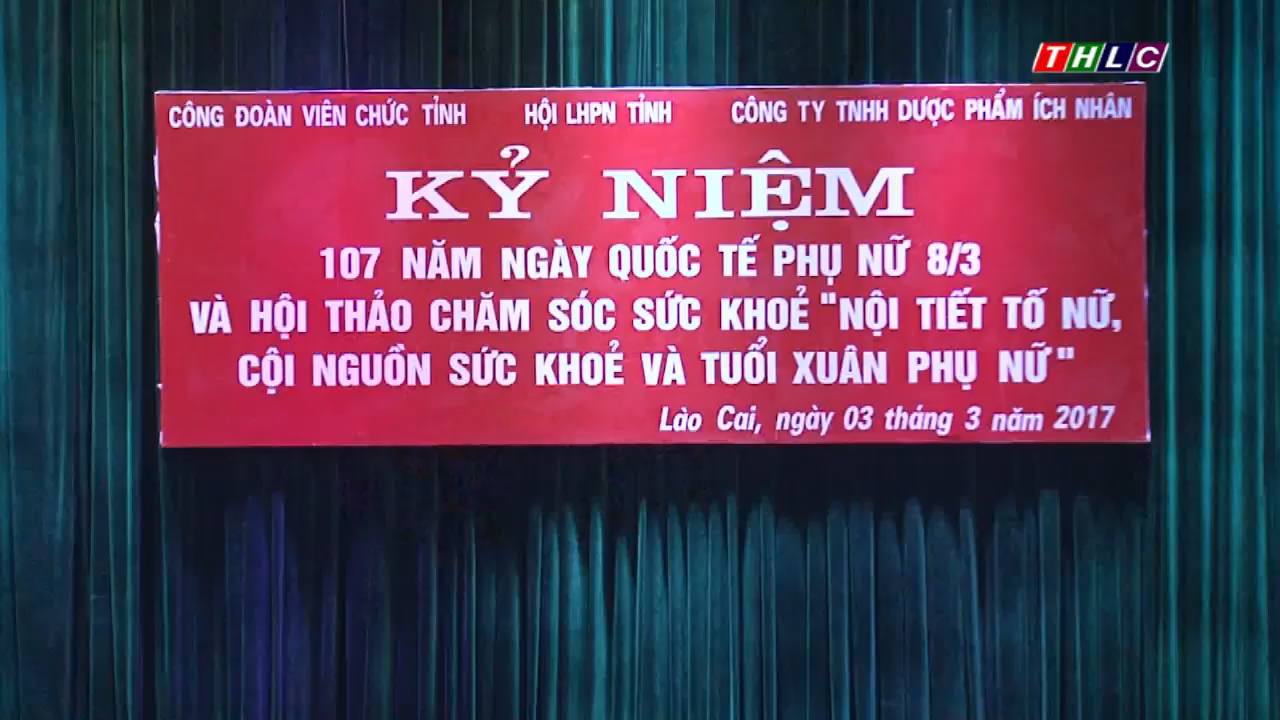 THLC
CÔNG ĐOÀN VIÊN CHỨC TỈNH HỘI LHPN TỈNH CÔNG TY TNHH DƯỢC PHẨM ÍCH NHÂN
KỶ NIỆM
107 NĂM NGÀY QUỐC TẾ PHỤ NỮ 8/3
VÀ HỘI THẢO CHĂM SÓC SỨC KHOẺ "NỘI TIẾT TỐ NỮ,
CỘI NGUỒN SỨC KHOẺ VÀ TUỔI XUÂN PHỤ NỮ"
Lào Cai, ngày 03 tháng 3 năm 2017